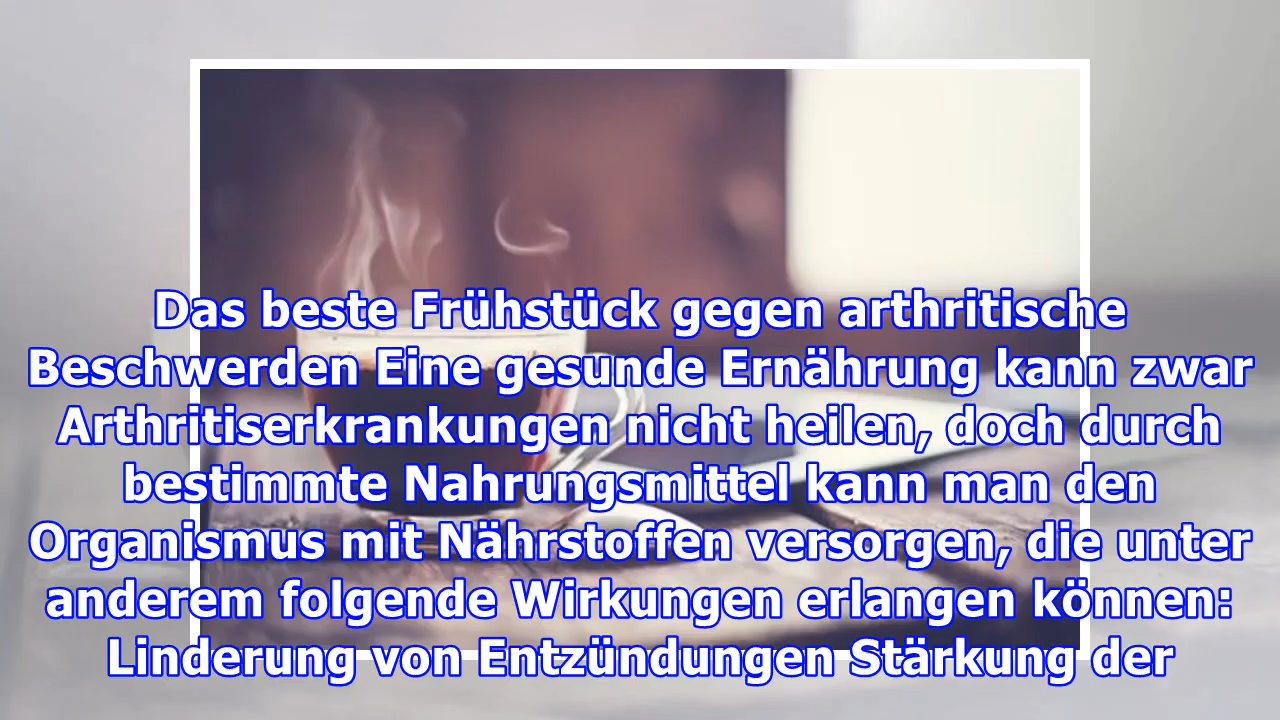 Das beste Frühstück gegen arthritische
Beschwerden Eine gesunde Ernährung kann zwar
Arthritiserkrankungen nicht heilen, doch durch
bestimmte Nahrungsmittel kann man den
Organismus mit Nährstoffen versorgen, die unter
anderem folgende Wirkungen erlangen können:
Linderung von Entzündungen Stärkung der